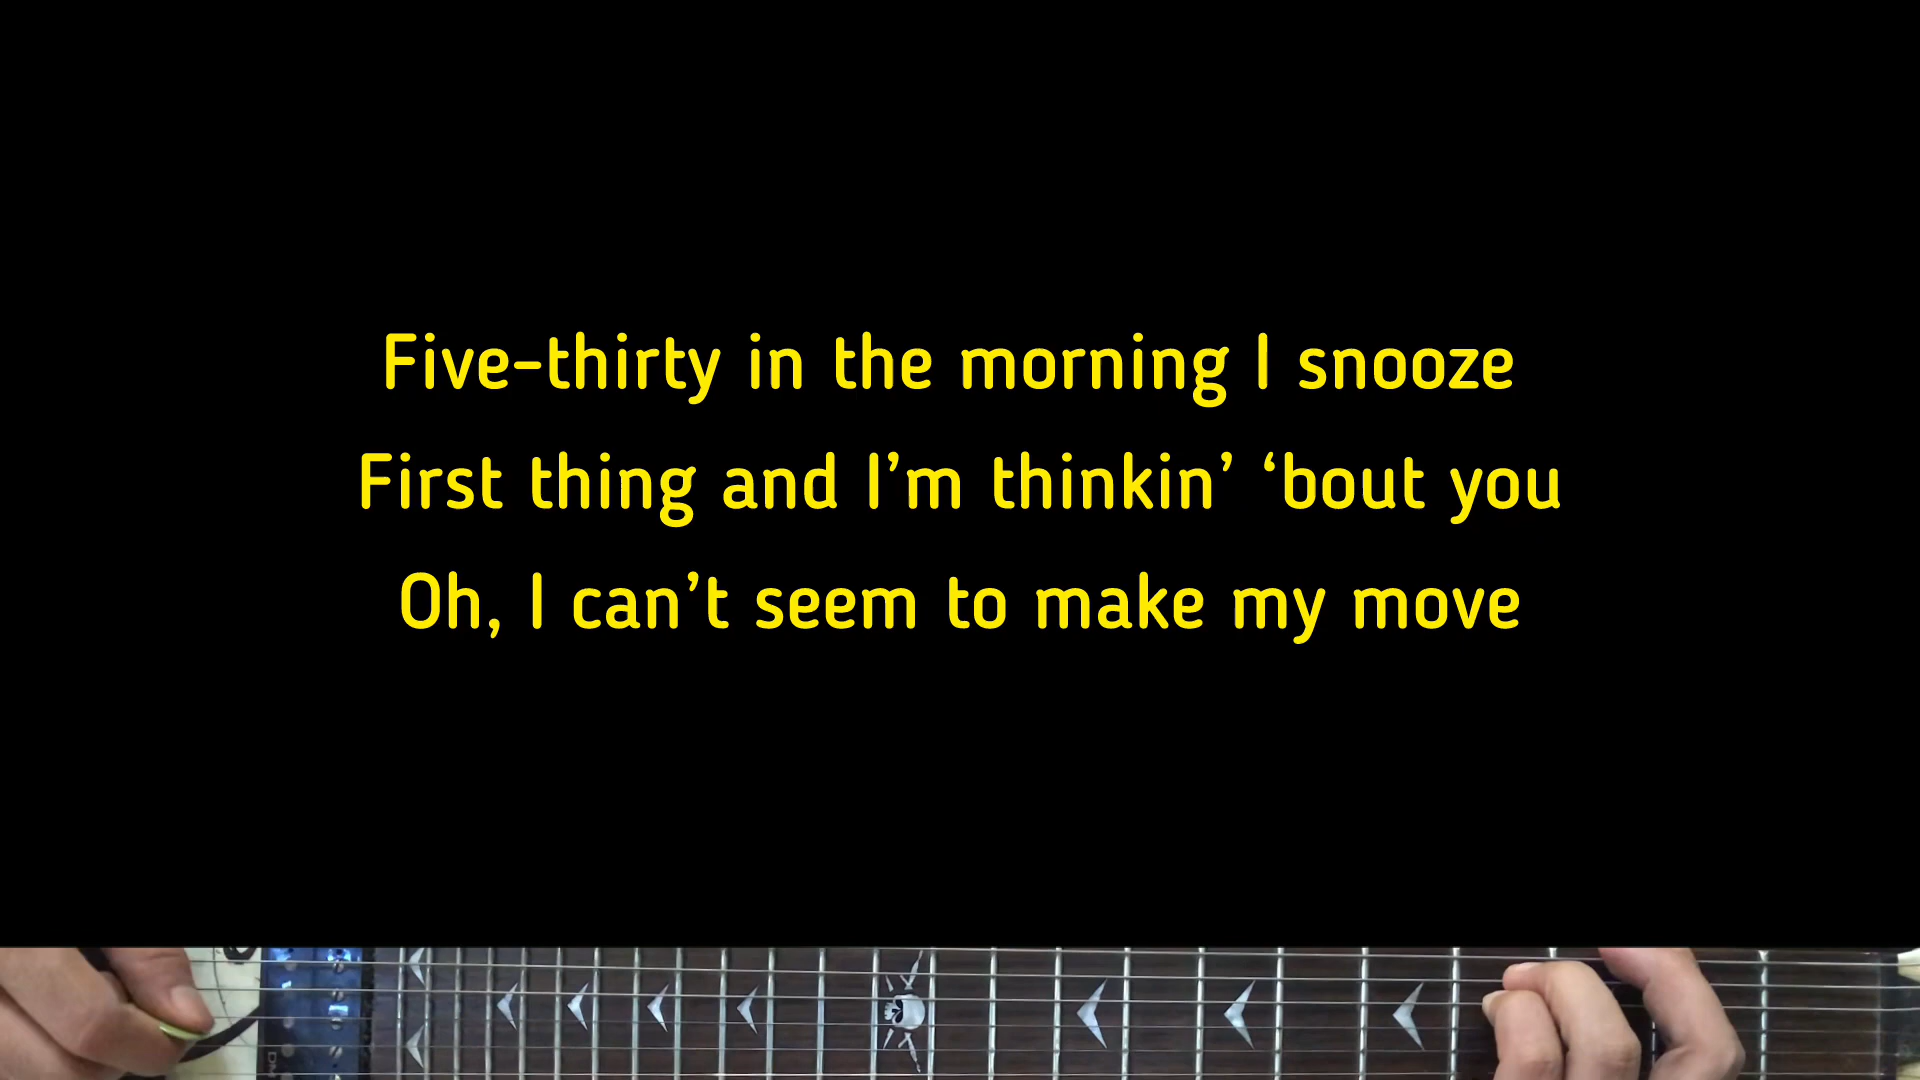 Five-thirty in the morning I snooze
First thing and I’m thinkin’ ‘bout you
Oh, I can’t seem to make my move